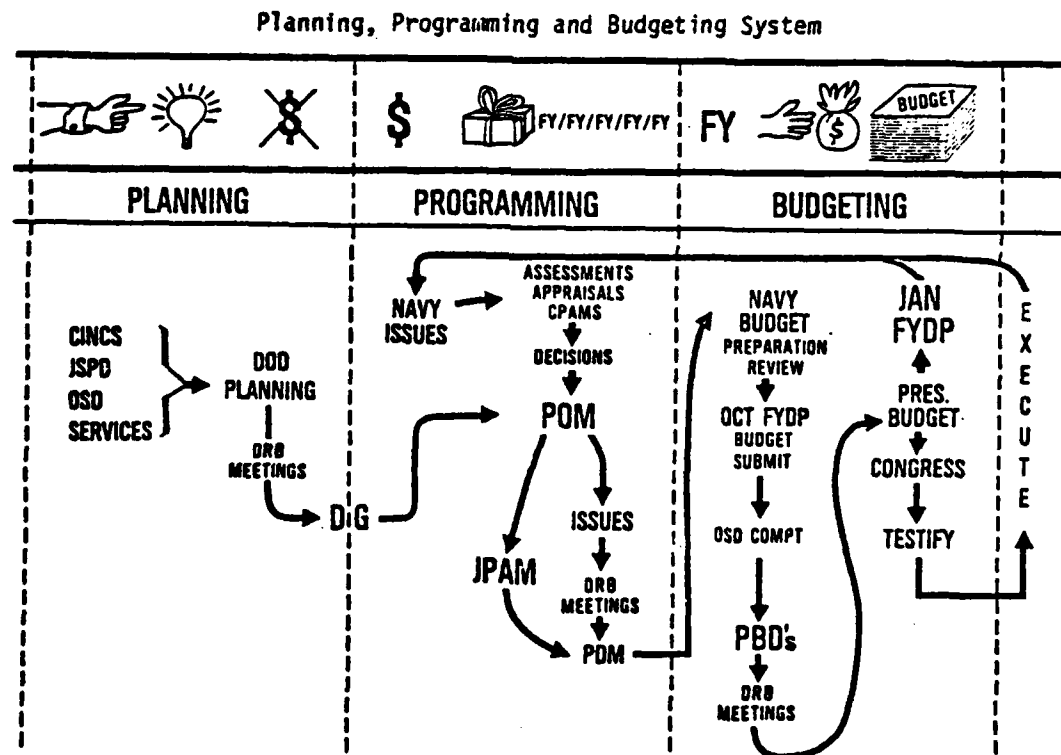 Planning, Programming and Budgeting System
$
$
FY/FY/FY/FY/FY
FY
$
BUDGET
PLANNING
PROGRAMMING
BUDGETING
CINCS
JSPD
OSD
SERVICES
DOD
PLANNING
DRB
MEETINGS
DG
NAVY
ISSUES
ASSESSMENTS
APPRAISALS
CPAMS
DECISIONS
POM
JPAM
ISSUES
DRB
MEETINGS
PDM
NAVY
BUDGET
PREPARATION
REVIEW
OCT FYDP
BUDGET
SUBMIT
OSD COMPT
PBD's
DRB
MEETINGS
JAN
FYDP
PRES.
BUDGET
CONGRESS
TESTIFY
EXECUTE